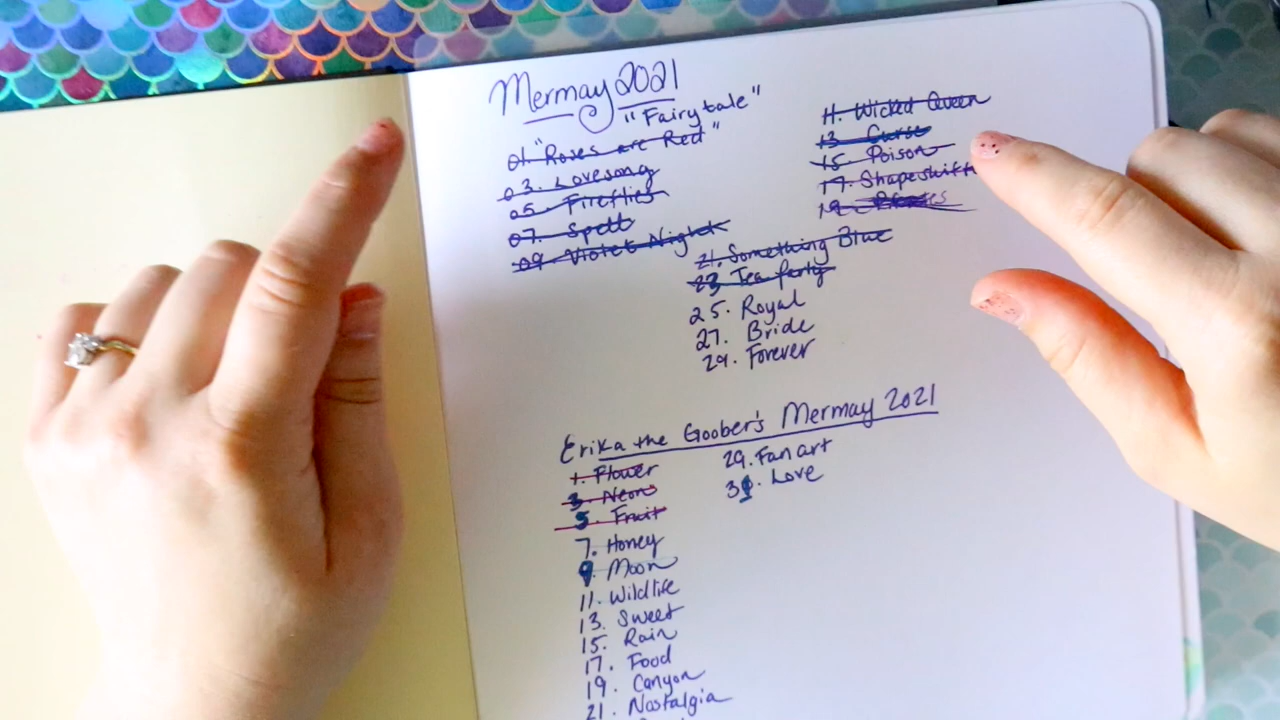 Mermay 2021
"Fairytale"
01. "Roses are Red"
03. Lovesong
05. Fireflies
07. Spell
09. Violet Night
11. Wicked Queen
13. Curse
15. Poison
17. Shapeshift
19.
21. Something Blue
23. Tea party
25. Royal
27. Bride
29. Forever
Erika the Goober's Mermay 2021
1. Flower
3. Neon
5. Fruit
7. Honey
9. Moon
11. Wildlife
13. Sweet
15. Rain
17. Food
19. Canyon
21. Nostalgia
29. Fan art
31. Love